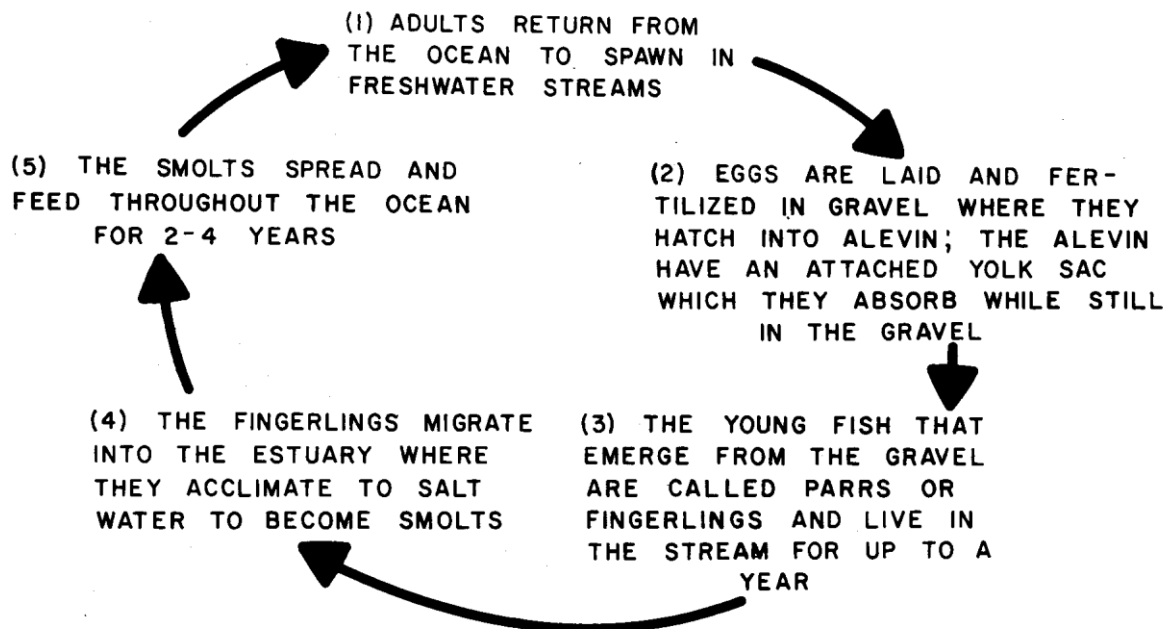 (1) ADULTS RETURN FROM
THE OCEAN TO SPAWN IN
FRESHWATER STREAMS
(2) EGGS ARE LAID AND FER-
TILIZED IN GRAVEL WHERE THEY
HATCH INTO ALEVIN; THE ALEVIN
HAVE AN ATTACHED YOLK SAC
WHICH THEY ABSORB WHILE STILL
IN THE GRAVEL
(3) THE YOUNG FISH THAT
EMERGE FROM THE GRAVEL
ARE CALLED PARRS OR
FINGERLINGS AND LIVE IN
THE STREAM FOR UP TO A
YEAR
(4) THE FINGERLINGS MIGRATE
INTO THE ESTUARY WHERE
THEY ACCLIMATE TO SALT
WATER TO BECOME SMOLTS
(5) THE SMOLTS SPREAD AND
FEED THROUGHOUT THE OCEAN
FOR 2-4 YEARS